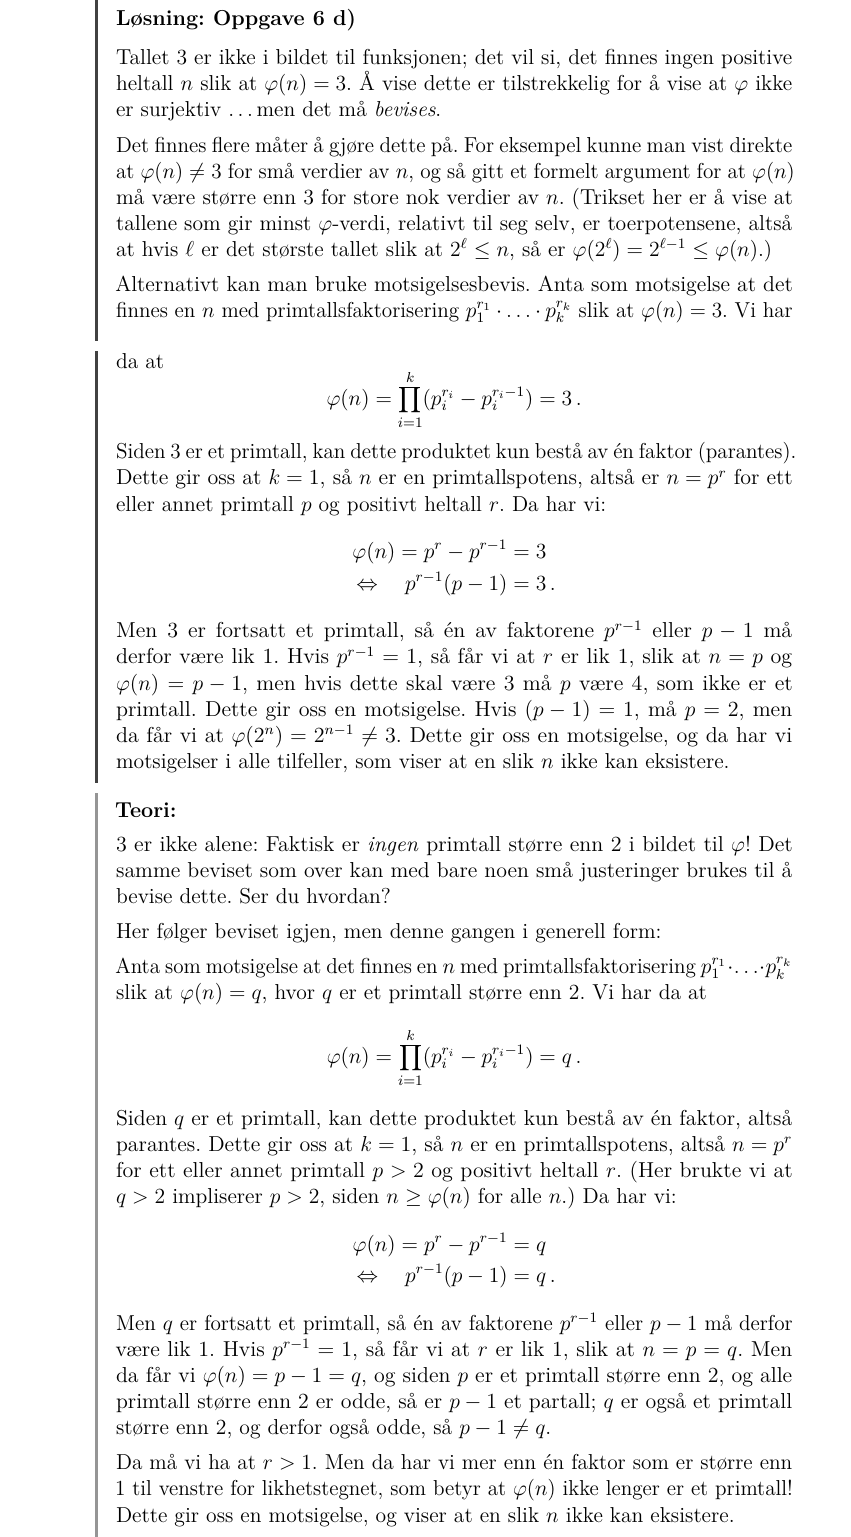 Løsning: Oppgave 6 d)
Tallet 3 er ikke i bildet til funksjonen; det vil si, det finnes ingen positive
heltall n slik at φ(n) = 3. Å vise dette er tilstrekkelig for å vise at φ ikke
er surjektiv ... men det må bevises.
Det finnes flere måter å gjøre dette på. For eksempel kunne man vist direkte
at φ(n) ≠ 3 for små verdier av n, og så gitt et formelt argument for at φ(n)
må være større enn 3 for store nok verdier av n. (Trikset her er å vise at
tallene som gir minst φ-verdi, relativt til seg selv, er toerpotensene, altså
at hvis ℓ er det største tallet slik at 2^ℓ ≤ n, så er φ(2^ℓ) = 2^{ℓ−1} ≤ φ(n).)
Alternativt kan man bruke motsigelsesbevis. Anta som motsigelse at det
finnes en n med primtallsfaktorisering p_1^{r_1} · . . . · p_k^{r_k} slik at φ(n) = 3. Vi har
da at
φ(n) = ∏_{i=1}^{k} (p_i^{r_i} − p_i^{r_i−1}) = 3 .
Siden 3 er et primtall, kan dette produktet kun bestå av én faktor (parantes).
Dette gir oss at k = 1, så n er en primtallspotens, altså er n = p^r for ett
eller annet primtall p og positivt heltall r. Da har vi:
φ(n) = p^r − p^{r−1} = 3
⇔ p^{r−1}(p − 1) = 3 .
Men 3 er fortsatt et primtall, så én av faktorene p^{r−1} eller p − 1 må
derfor være lik 1. Hvis p^{r−1} = 1, så får vi at r er lik 1, slik at n = p og
φ(n) = p − 1, men hvis dette skal være 3 må p være 4, som ikke er et
primtall. Dette gir oss en motsigelse. Hvis (p − 1) = 1, må p = 2, men
da får vi at φ(2^n) = 2^{n−1} ≠ 3. Dette gir oss en motsigelse, og da har vi
motsigelser i alle tilfeller, som viser at en slik n ikke kan eksistere.
Teori:
3 er ikke alene: Faktisk er ingen primtall større enn 2 i bildet til φ! Det
samme beviset som over kan med bare noen små justeringer brukes til å
bevise dette. Ser du hvordan?
Her følger beviset igjen, men denne gangen i generell form:
Anta som motsigelse at det finnes en n med primtallsfaktorisering p_1^{r_1} · . . . · p_k^{r_k}
slik at φ(n) = q, hvor q er et primtall større enn 2. Vi har da at
φ(n) = ∏_{i=1}^{k} (p_i^{r_i} − p_i^{r_i−1}) = q .
Siden q er et primtall, kan dette produktet kun bestå av én faktor, altså
parantes. Dette gir oss at k = 1, så n er en primtallspotens, altså n = p^r
for ett eller annet primtall p > 2 og positivt heltall r. (Her brukte vi at
q > 2 impliserer p > 2, siden n ≥ φ(n) for alle n.) Da har vi:
φ(n) = p^r − p^{r−1} = q
⇔ p^{r−1}(p − 1) = q .
Men q er fortsatt et primtall, så én av faktorene p^{r−1} eller p − 1 må derfor
være lik 1. Hvis p^{r−1} = 1, så får vi at r er lik 1, slik at n = p = q. Men
da får vi φ(n) = p − 1 = q, og siden p er et primtall større enn 2, og alle
primtall større enn 2 er odde, så er p − 1 et partall; q er også et primtall
større enn 2, og derfor også odde, så p − 1 ≠ q.
Da må vi ha at r > 1. Men da har vi mer enn én faktor som er større enn
1 til venstre for likhetstegnet, som betyr at φ(n) ikke lenger er et primtall!
Dette gir oss en motsigelse, og viser at en slik n ikke kan eksistere.